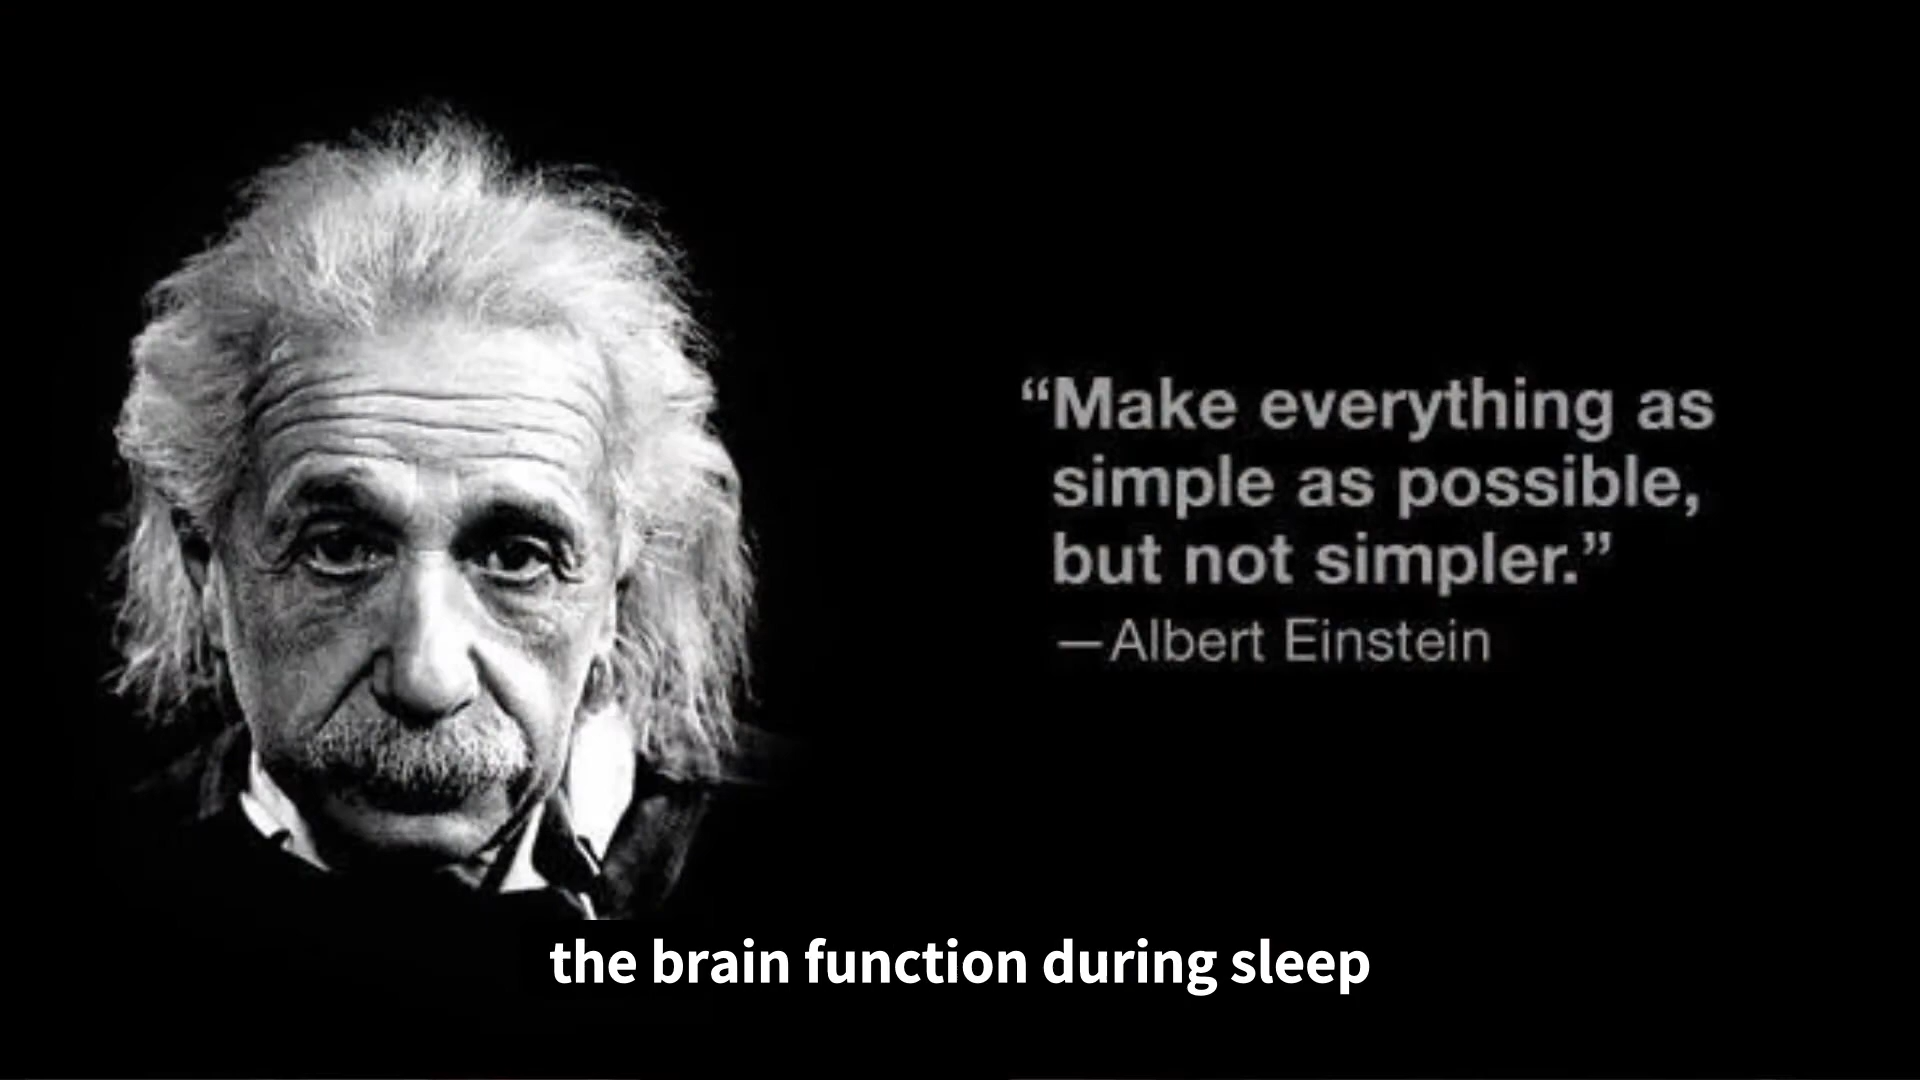 “Make everything as
simple as possible,
but not simpler.”
—Albert Einstein
the brain function during sleep